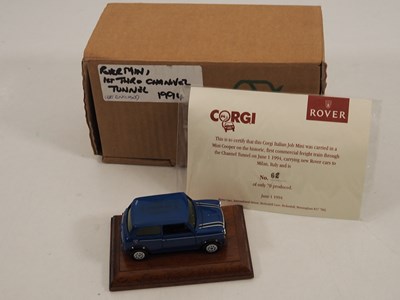 ROVER MINI
1ST THRO CHANNEL
TUNNEL
1994
CORGI
ROVER
This is to certify that this Corgi Italian Job Mini was carried in a
Mini Cooper on the historic, first commercial freight train through
the Channel Tunnel on June 1 1994, carrying new Rover cars to
Milan, Italy and is
No. 68
of only
produced
June 1 1994